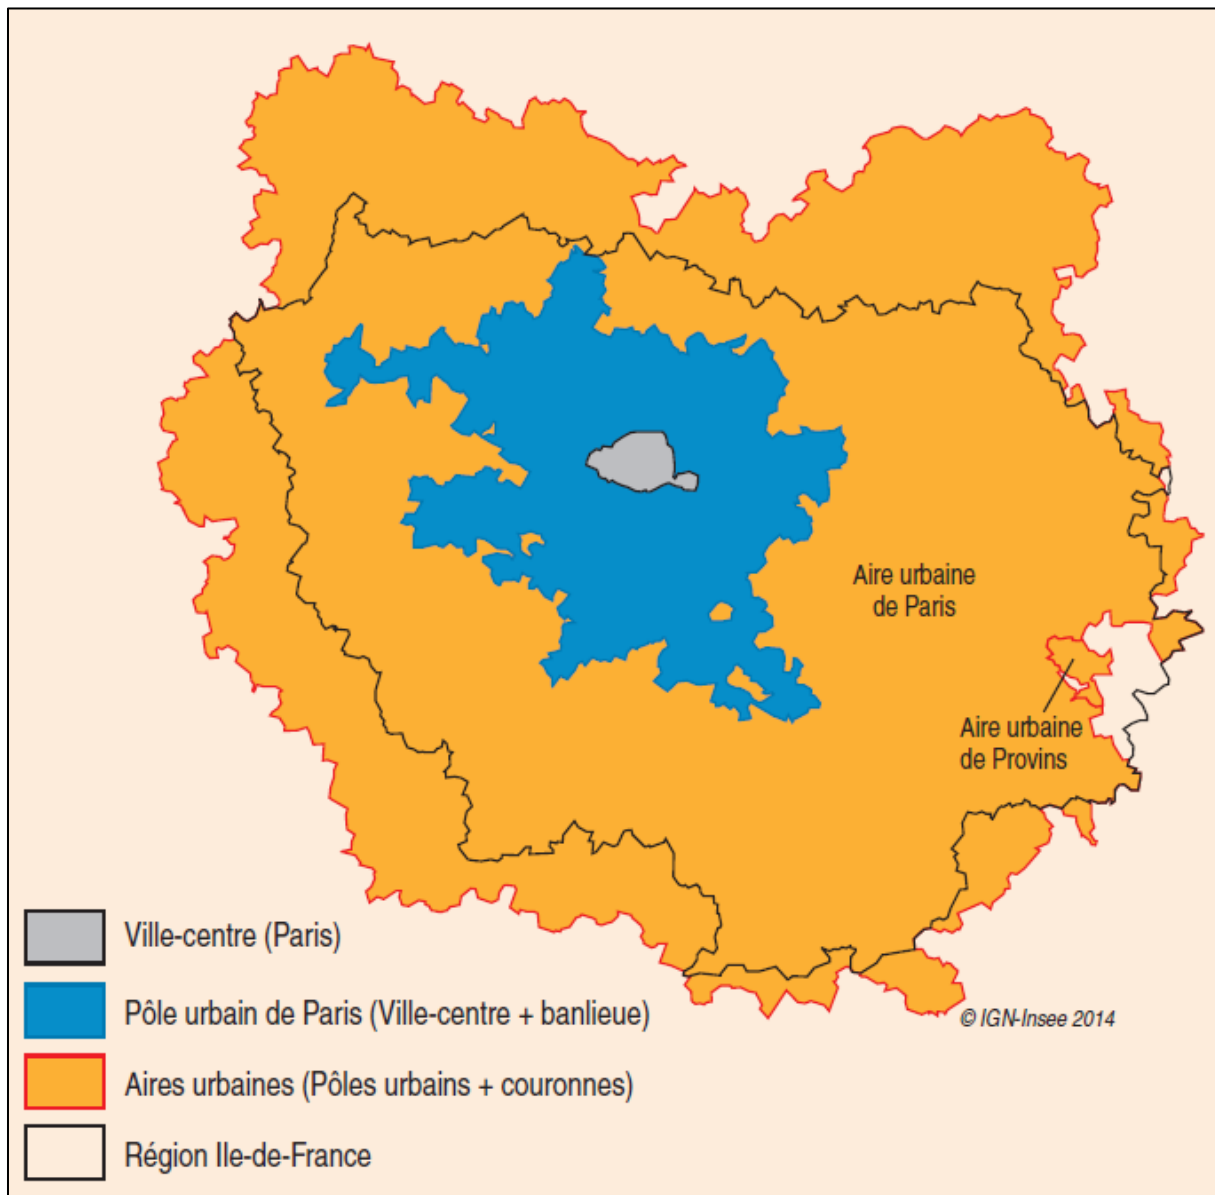 Aire urbaine
de Paris
Aire urbaine
de Provins
Ville-centre (Paris)
Pôle urbain de Paris (Ville-centre + banlieue)
© IGN-Insee 2014
Aires urbaines (Pôles urbains + couronnes)
Région Ile-de-France